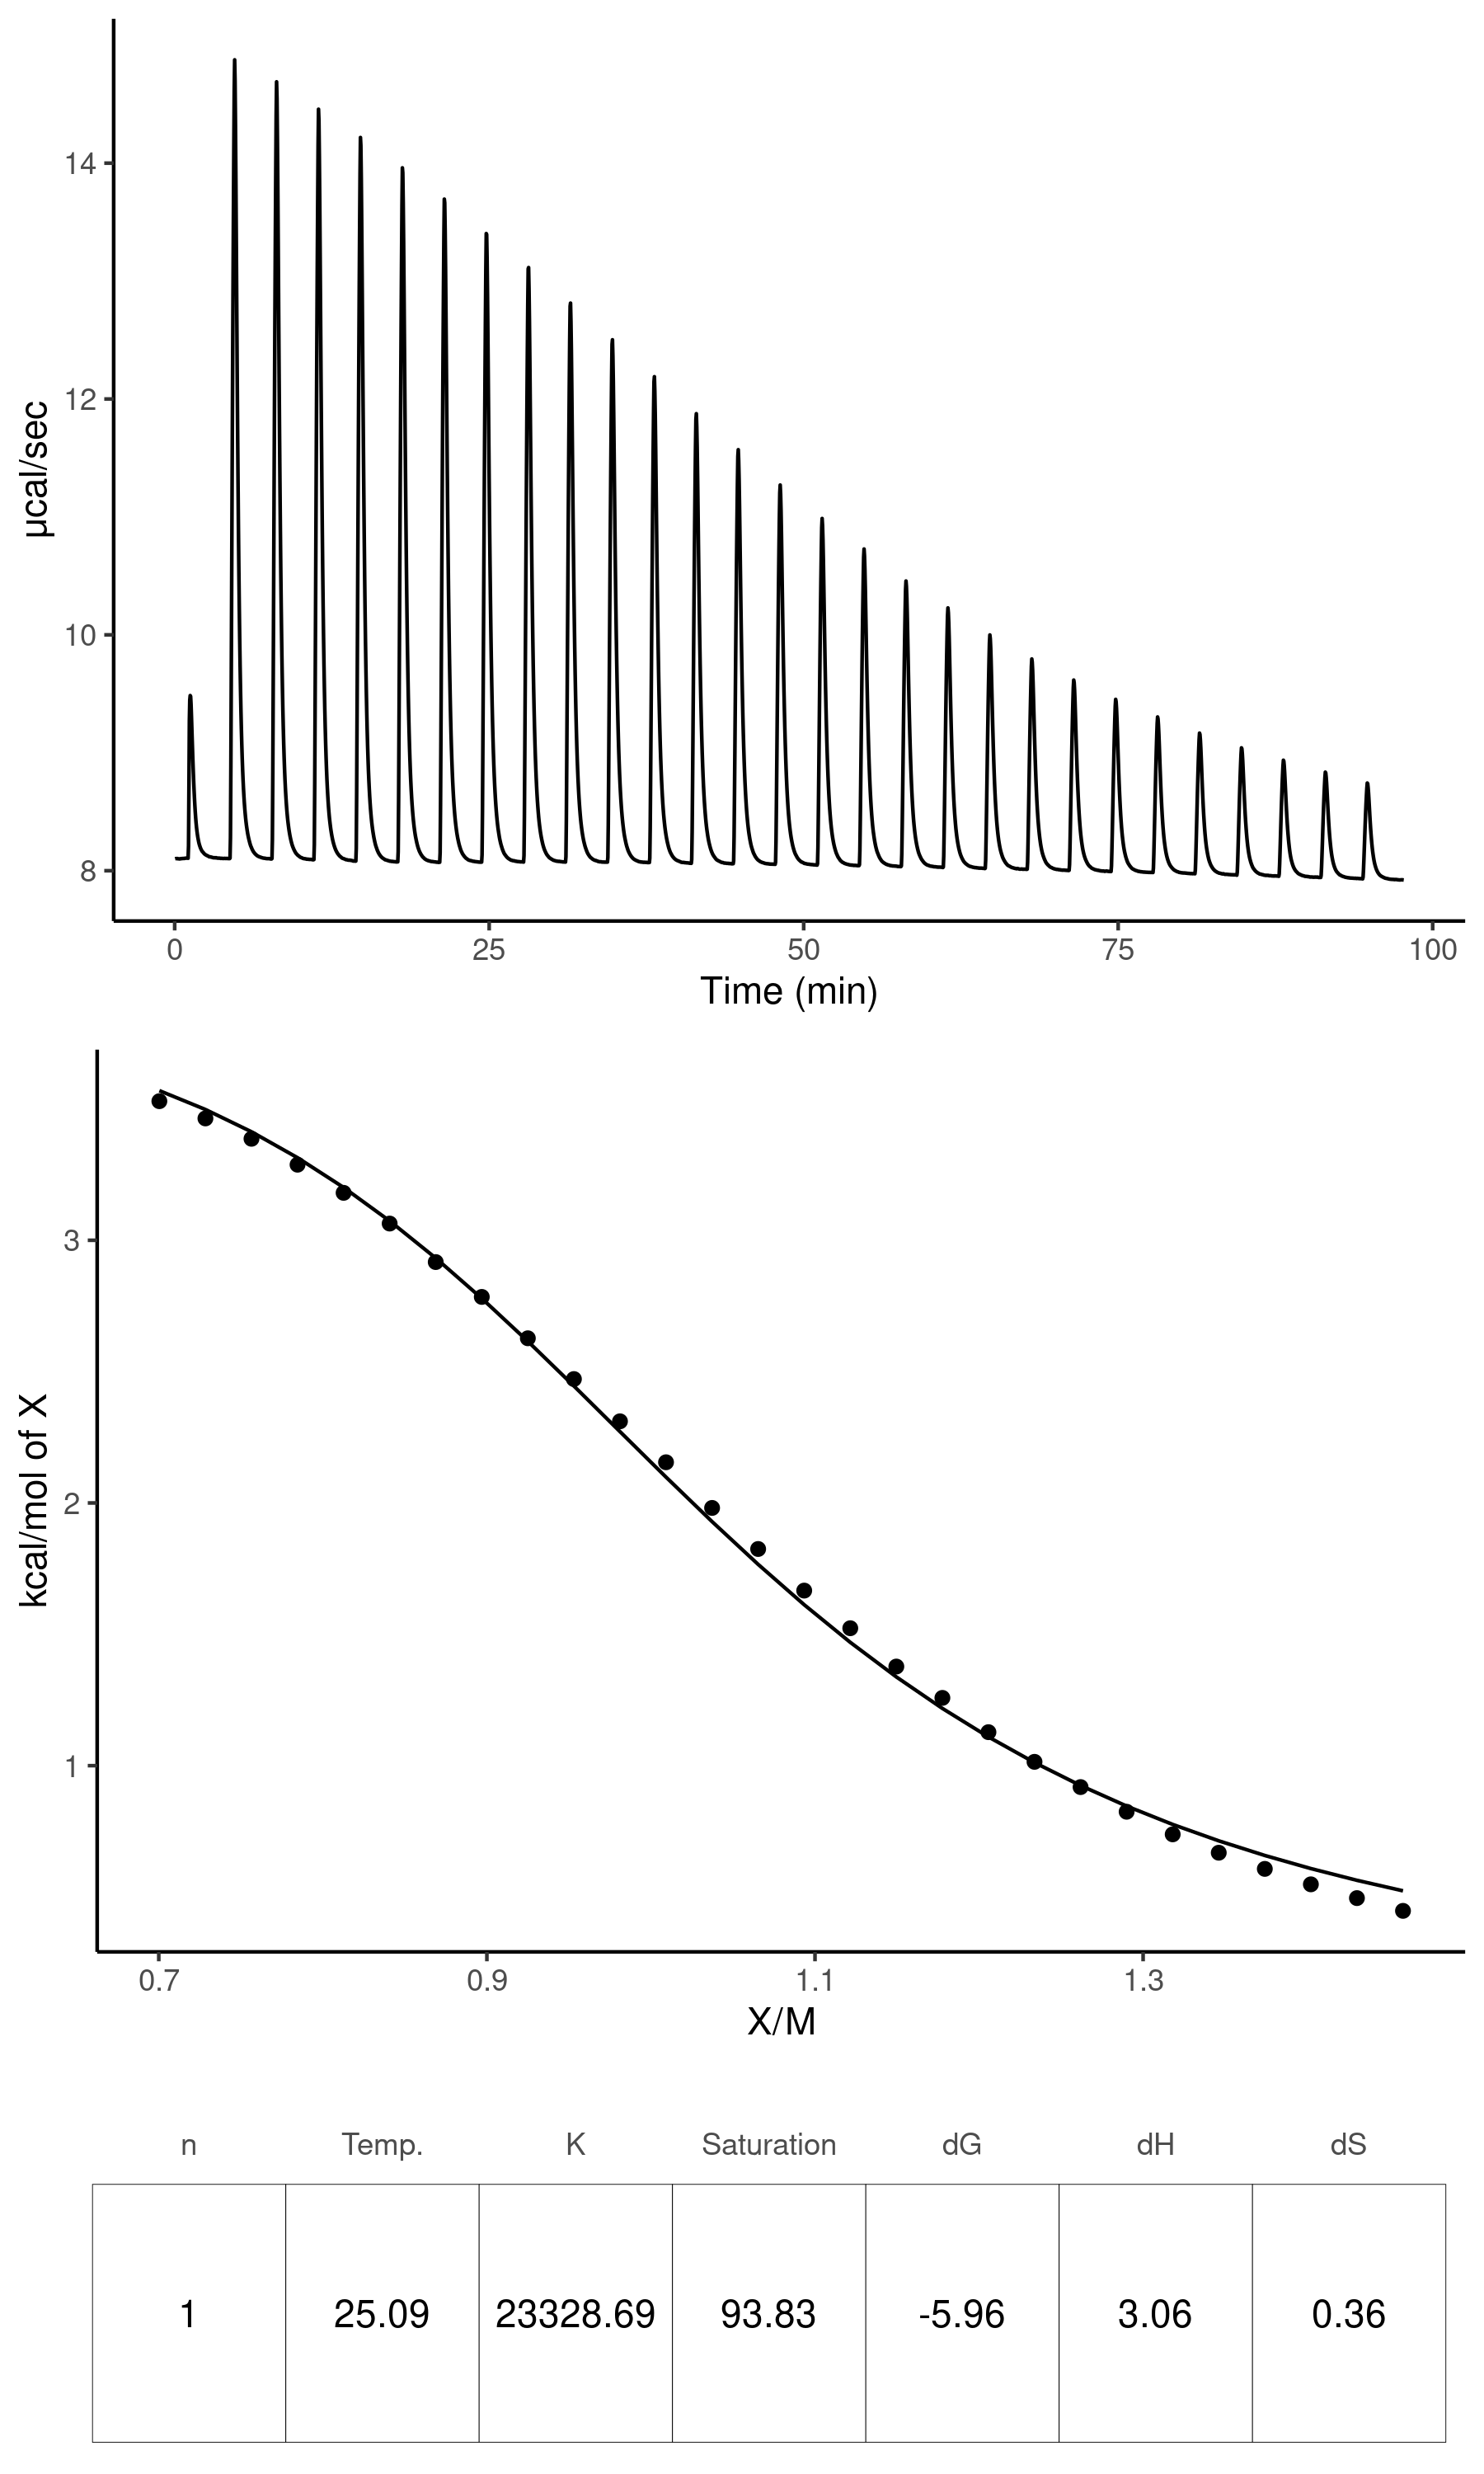 14
12
10
8
µcal/sec
0 25 50 75 100
Time (min)
3
2
1
kcal/mol of X
0.7 0.9 1.1 1.3
X/M
n Temp. K Saturation dG dH dS
1 25.09 23328.69 93.83 -5.96 3.06 0.36